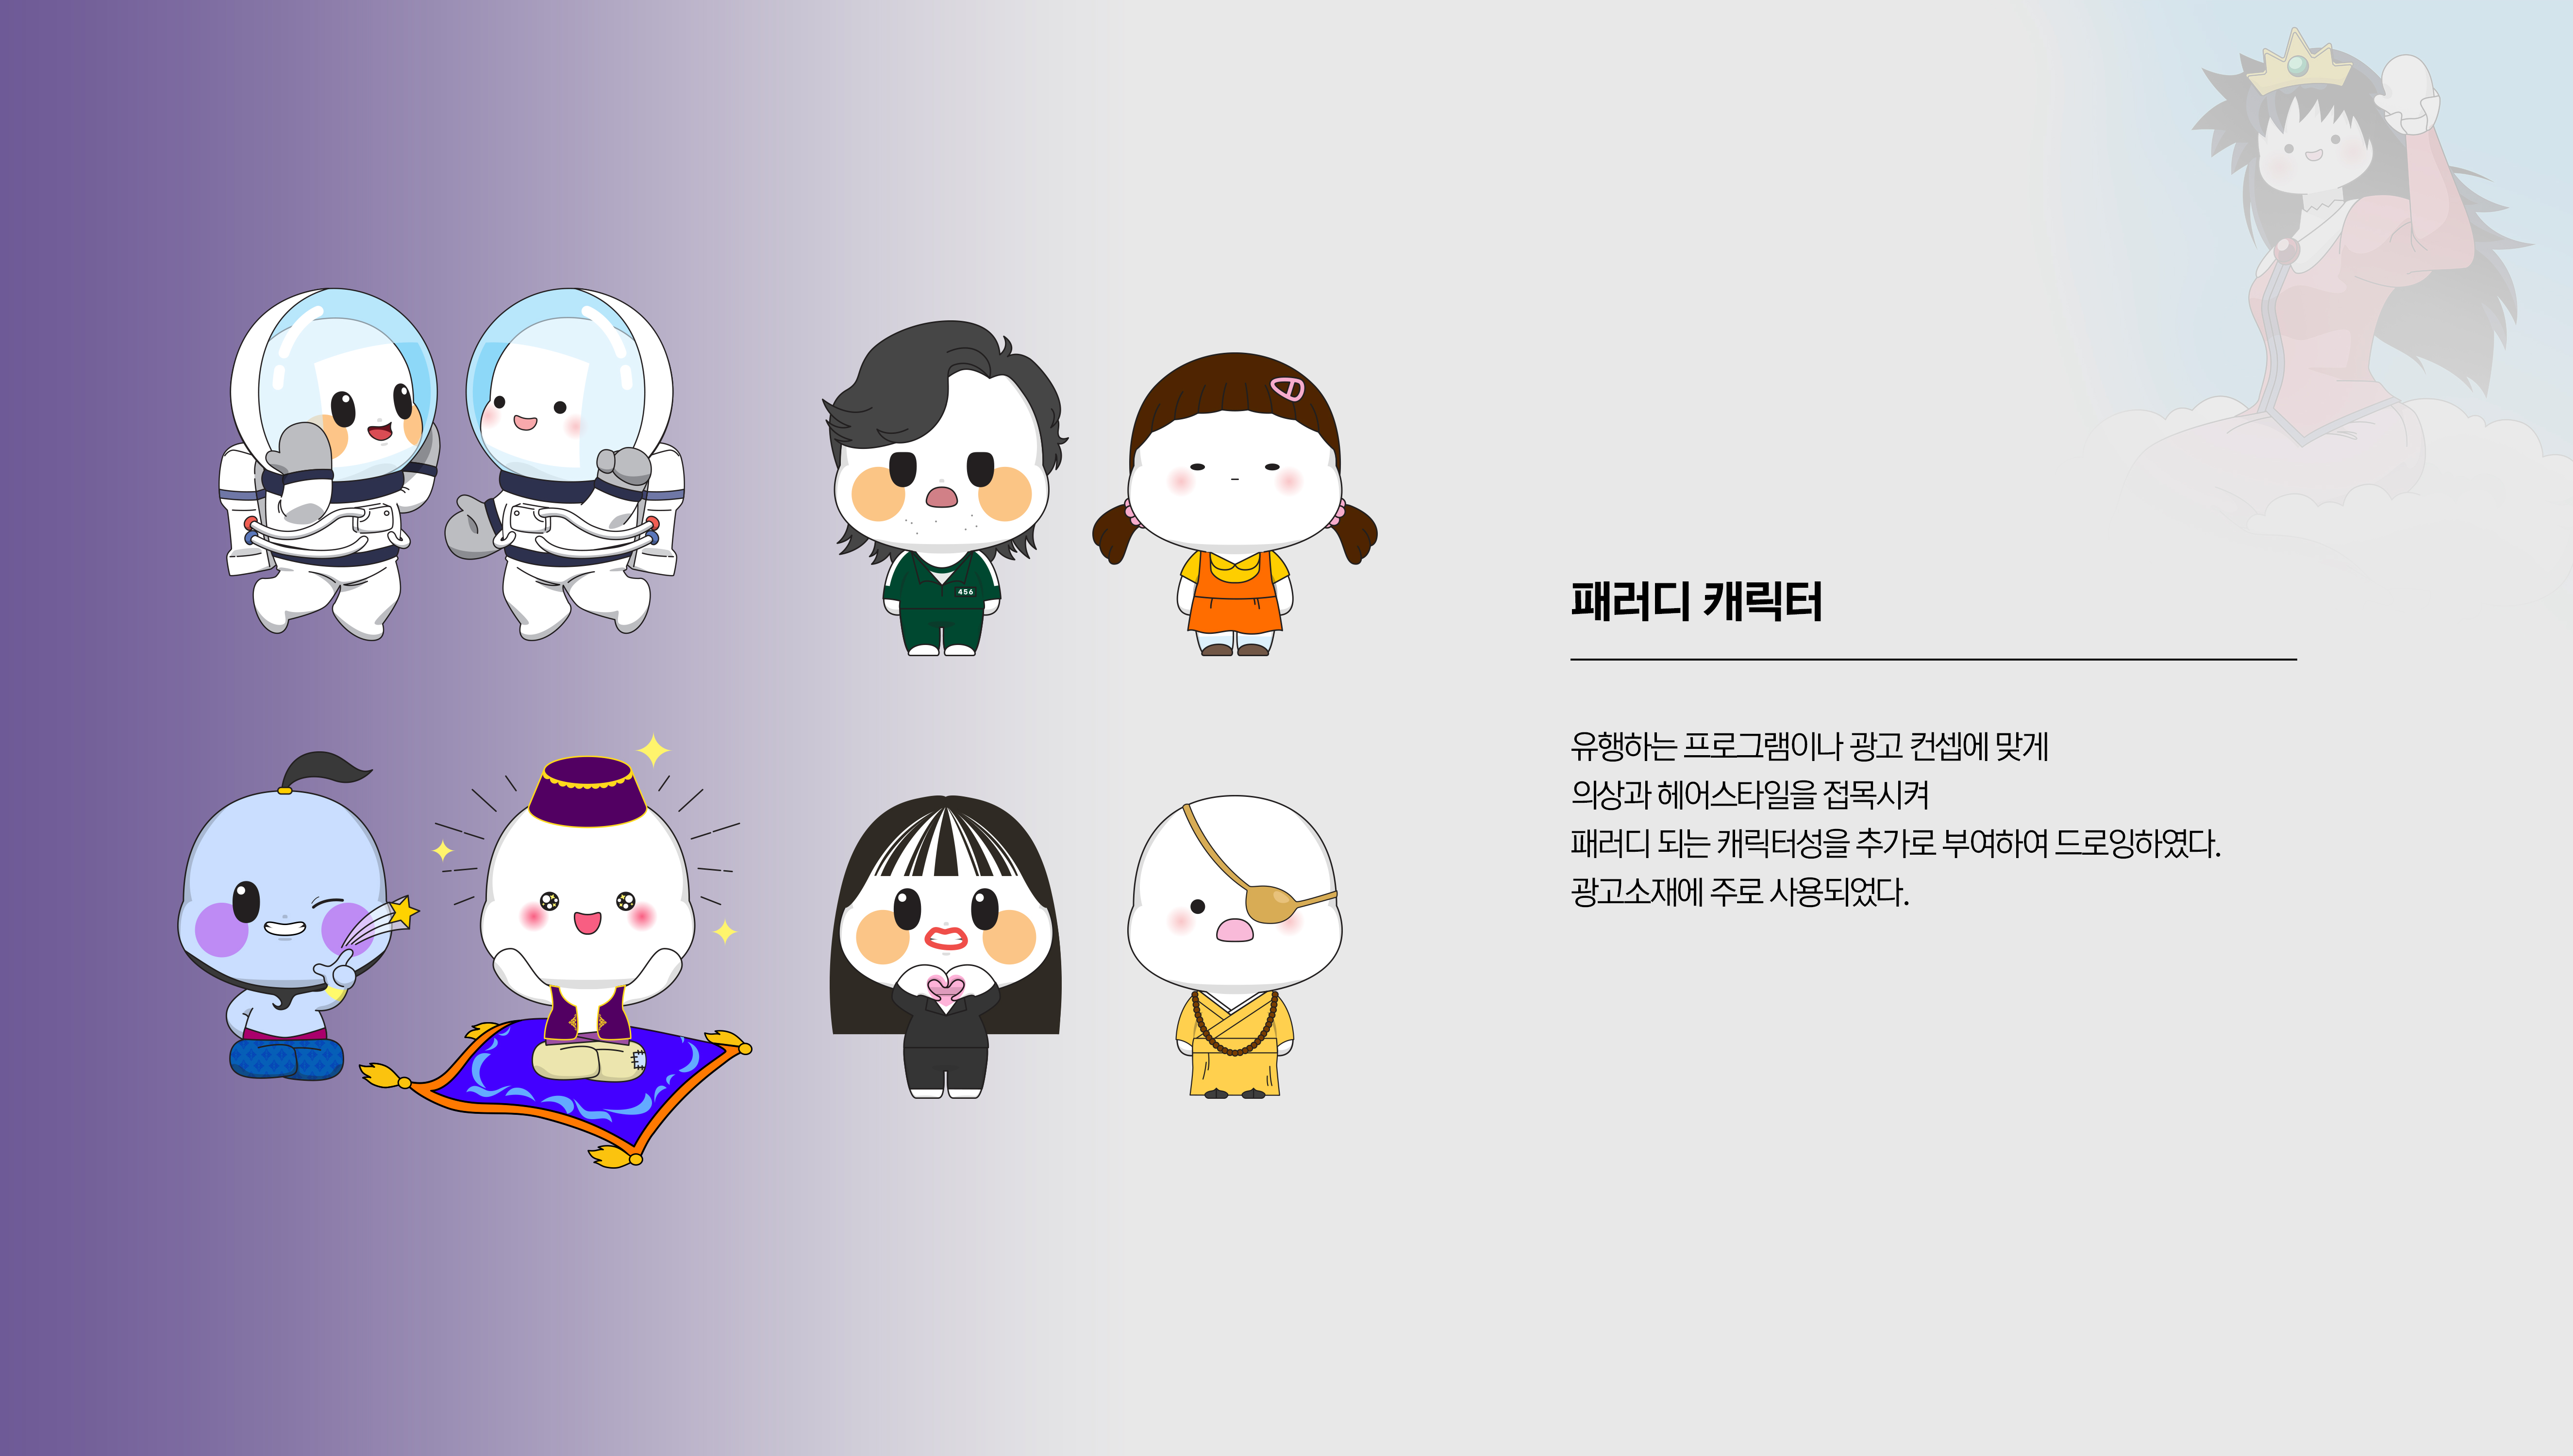 456
패러디 캐릭터
유행하는 프로그램이나 광고 컨셉에 맞게
의상과 헤어스타일을 접목시켜
패러디 되는 캐릭터성을 추가로 부여하여 드로잉하였다.
광고소재에 주로 사용되었다.